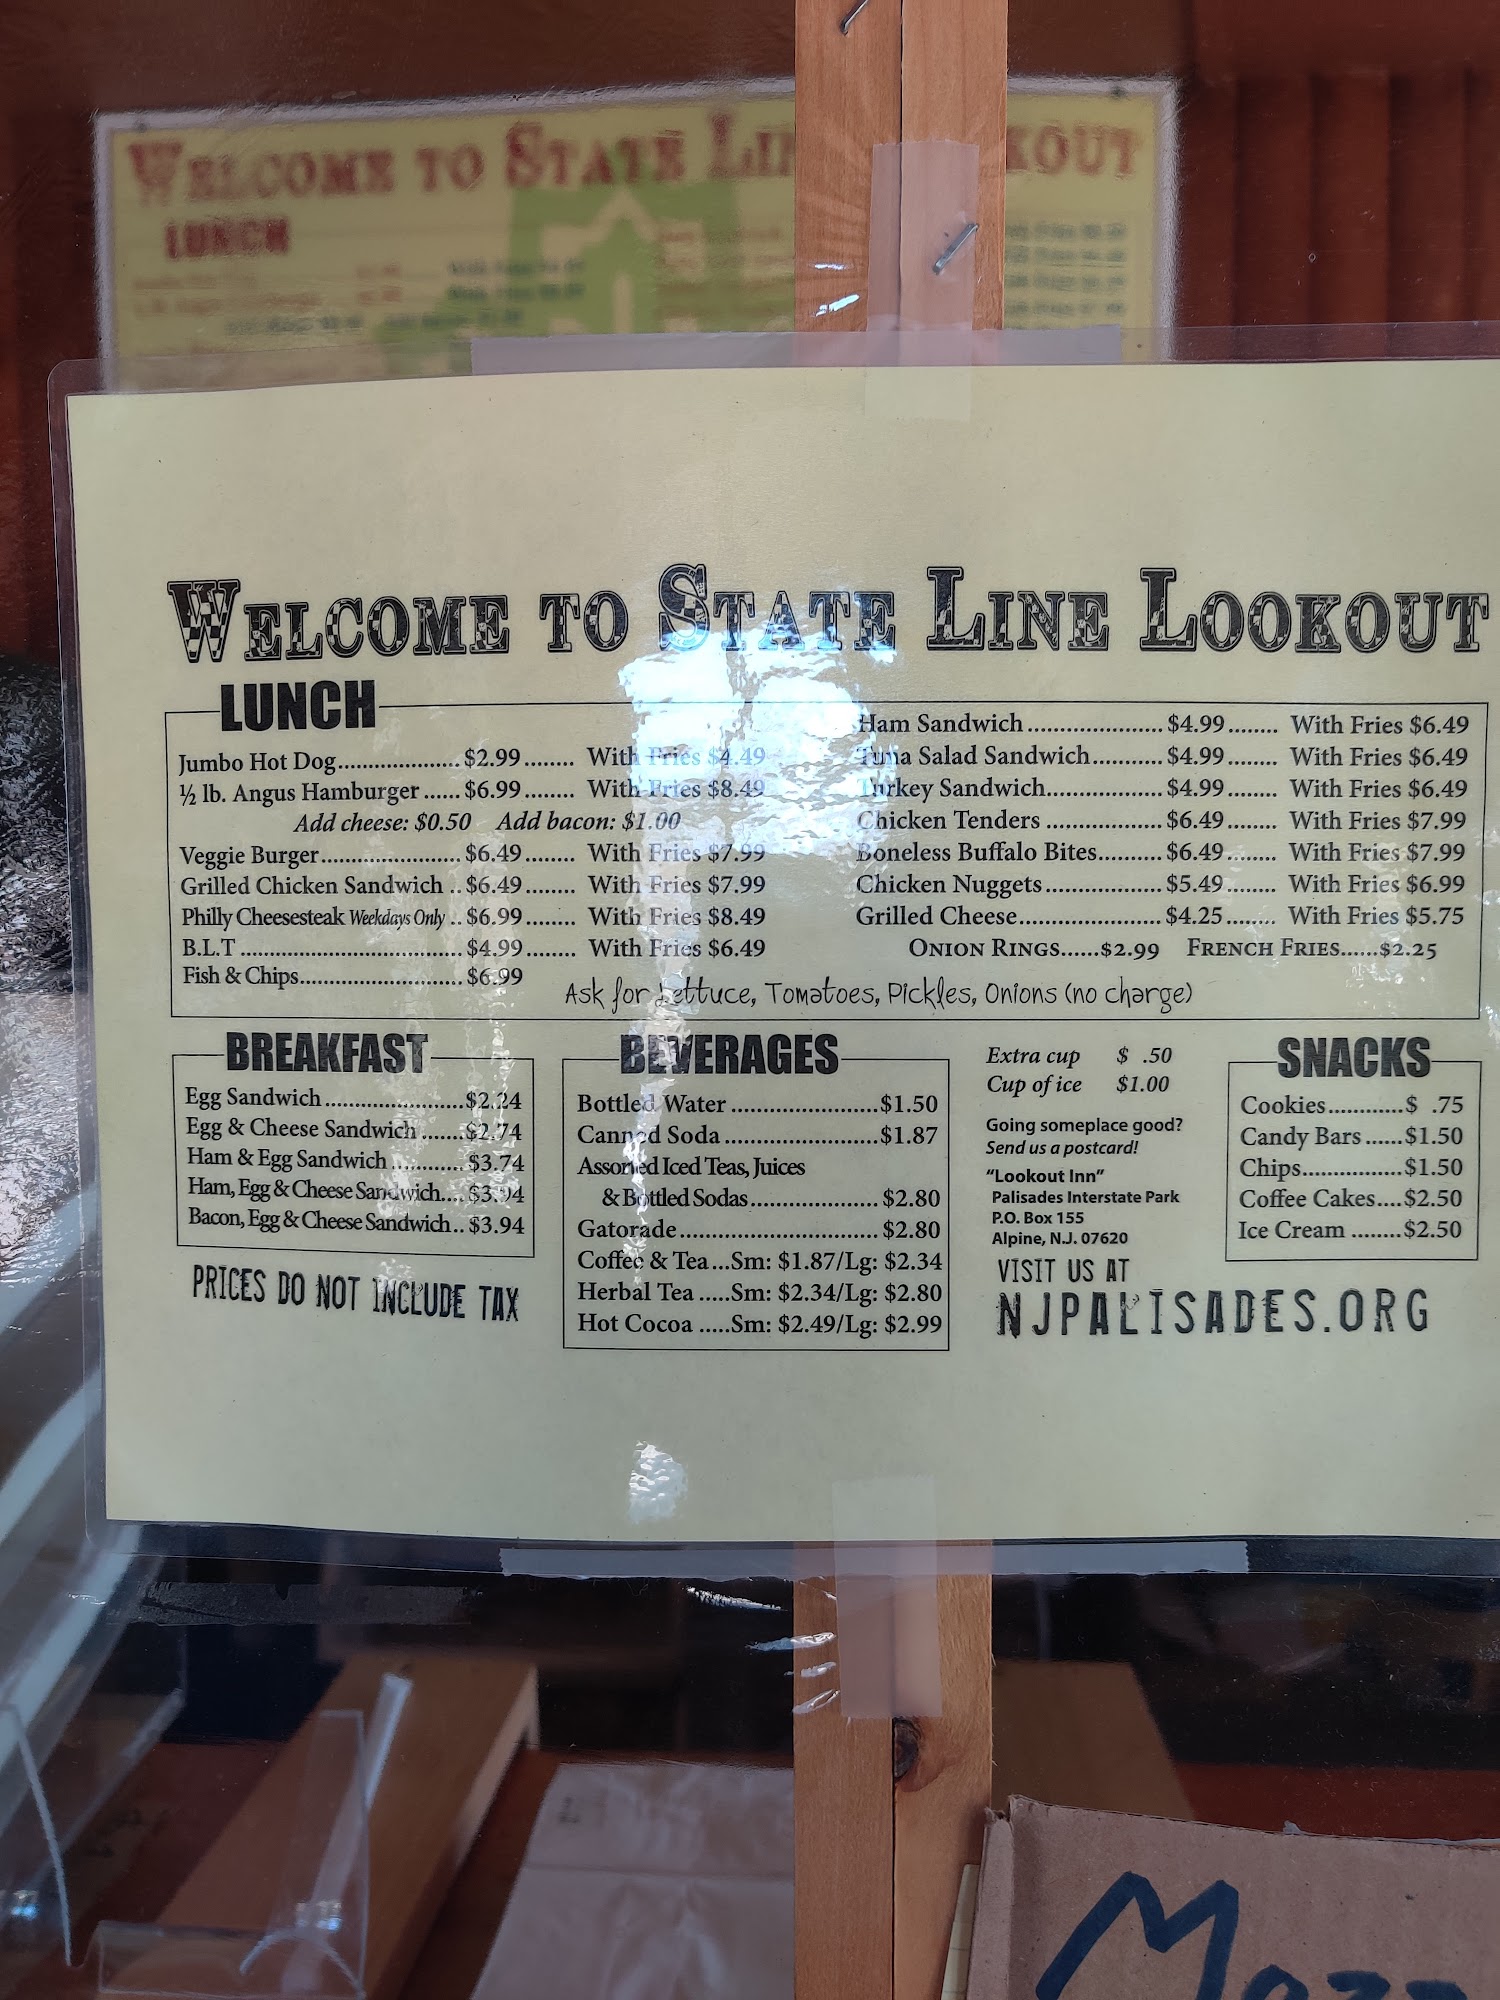 WELCOME TO STATE LI KOUT
LUNCH
WELCOME TO STATE LINE LOOKOUT
LUNCH
Jumbo Hot Dog....................$2.99........ With Fries $4.49
½ lb. Angus Hamburger......$6.99........ With Fries $8.49
Add cheese: $0.50 Add bacon: $1.00
Veggie Burger.......................$6.49........ With Fries $7.99
Grilled Chicken Sandwich ..$6.49........ With Fries $7.99
Philly Cheesesteak Weekdays Only ..$6.99........ With Fries $8.49
B.L.T ....................................$4.99........ With Fries $6.49
Fish & Chips..........................$6.99
Ham Sandwich......................$4.99........ With Fries $6.49
Tuna Salad Sandwich...........$4.99........ With Fries $6.49
Turkey Sandwich..................$4.99........ With Fries $6.49
Chicken Tenders ..................$6.49........ With Fries $7.99
Boneless Buffalo Bites..........$6.49........ With Fries $7.99
Chicken Nuggets..................$5.49........ With Fries $6.99
Grilled Cheese......................$4.25........ With Fries $5.75
ONION RINGS......$2.99 FRENCH FRIES......$2.25
Ask for Lettuce, Tomatoes, Pickles, Onions (no charge)
BREAKFAST
Egg Sandwich.......................$2.24
Egg & Cheese Sandwich .......$2.74
Ham & Egg Sandwich............$3.74
Ham, Egg & Cheese Sandwich....$3.94
Bacon, Egg & Cheese Sandwich..$3.94
PRICES DO NOT INCLUDE TAX
BEVERAGES
Bottled Water........................$1.50
Canned Soda.........................$1.87
Assorted Iced Teas, Juices
& Bottled Sodas.....................$2.80
Gatorade................................$2.80
Coffee & Tea...Sm: $1.87/Lg: $2.34
Herbal Tea .....Sm: $2.34/Lg: $2.80
Hot Cocoa .....Sm: $2.49/Lg: $2.99
Extra cup $ .50
Cup of ice $1.00
Going someplace good?
Send us a postcard!
"Lookout Inn"
Palisades Interstate Park
P.O. Box 155
Alpine, N.J. 07620
VISIT US AT
NJPALISADES.ORG
SNACKS
Cookies............$ .75
Candy Bars ......$1.50
Chips.................$1.50
Coffee Cakes....$2.50
Ice Cream ........$2.50